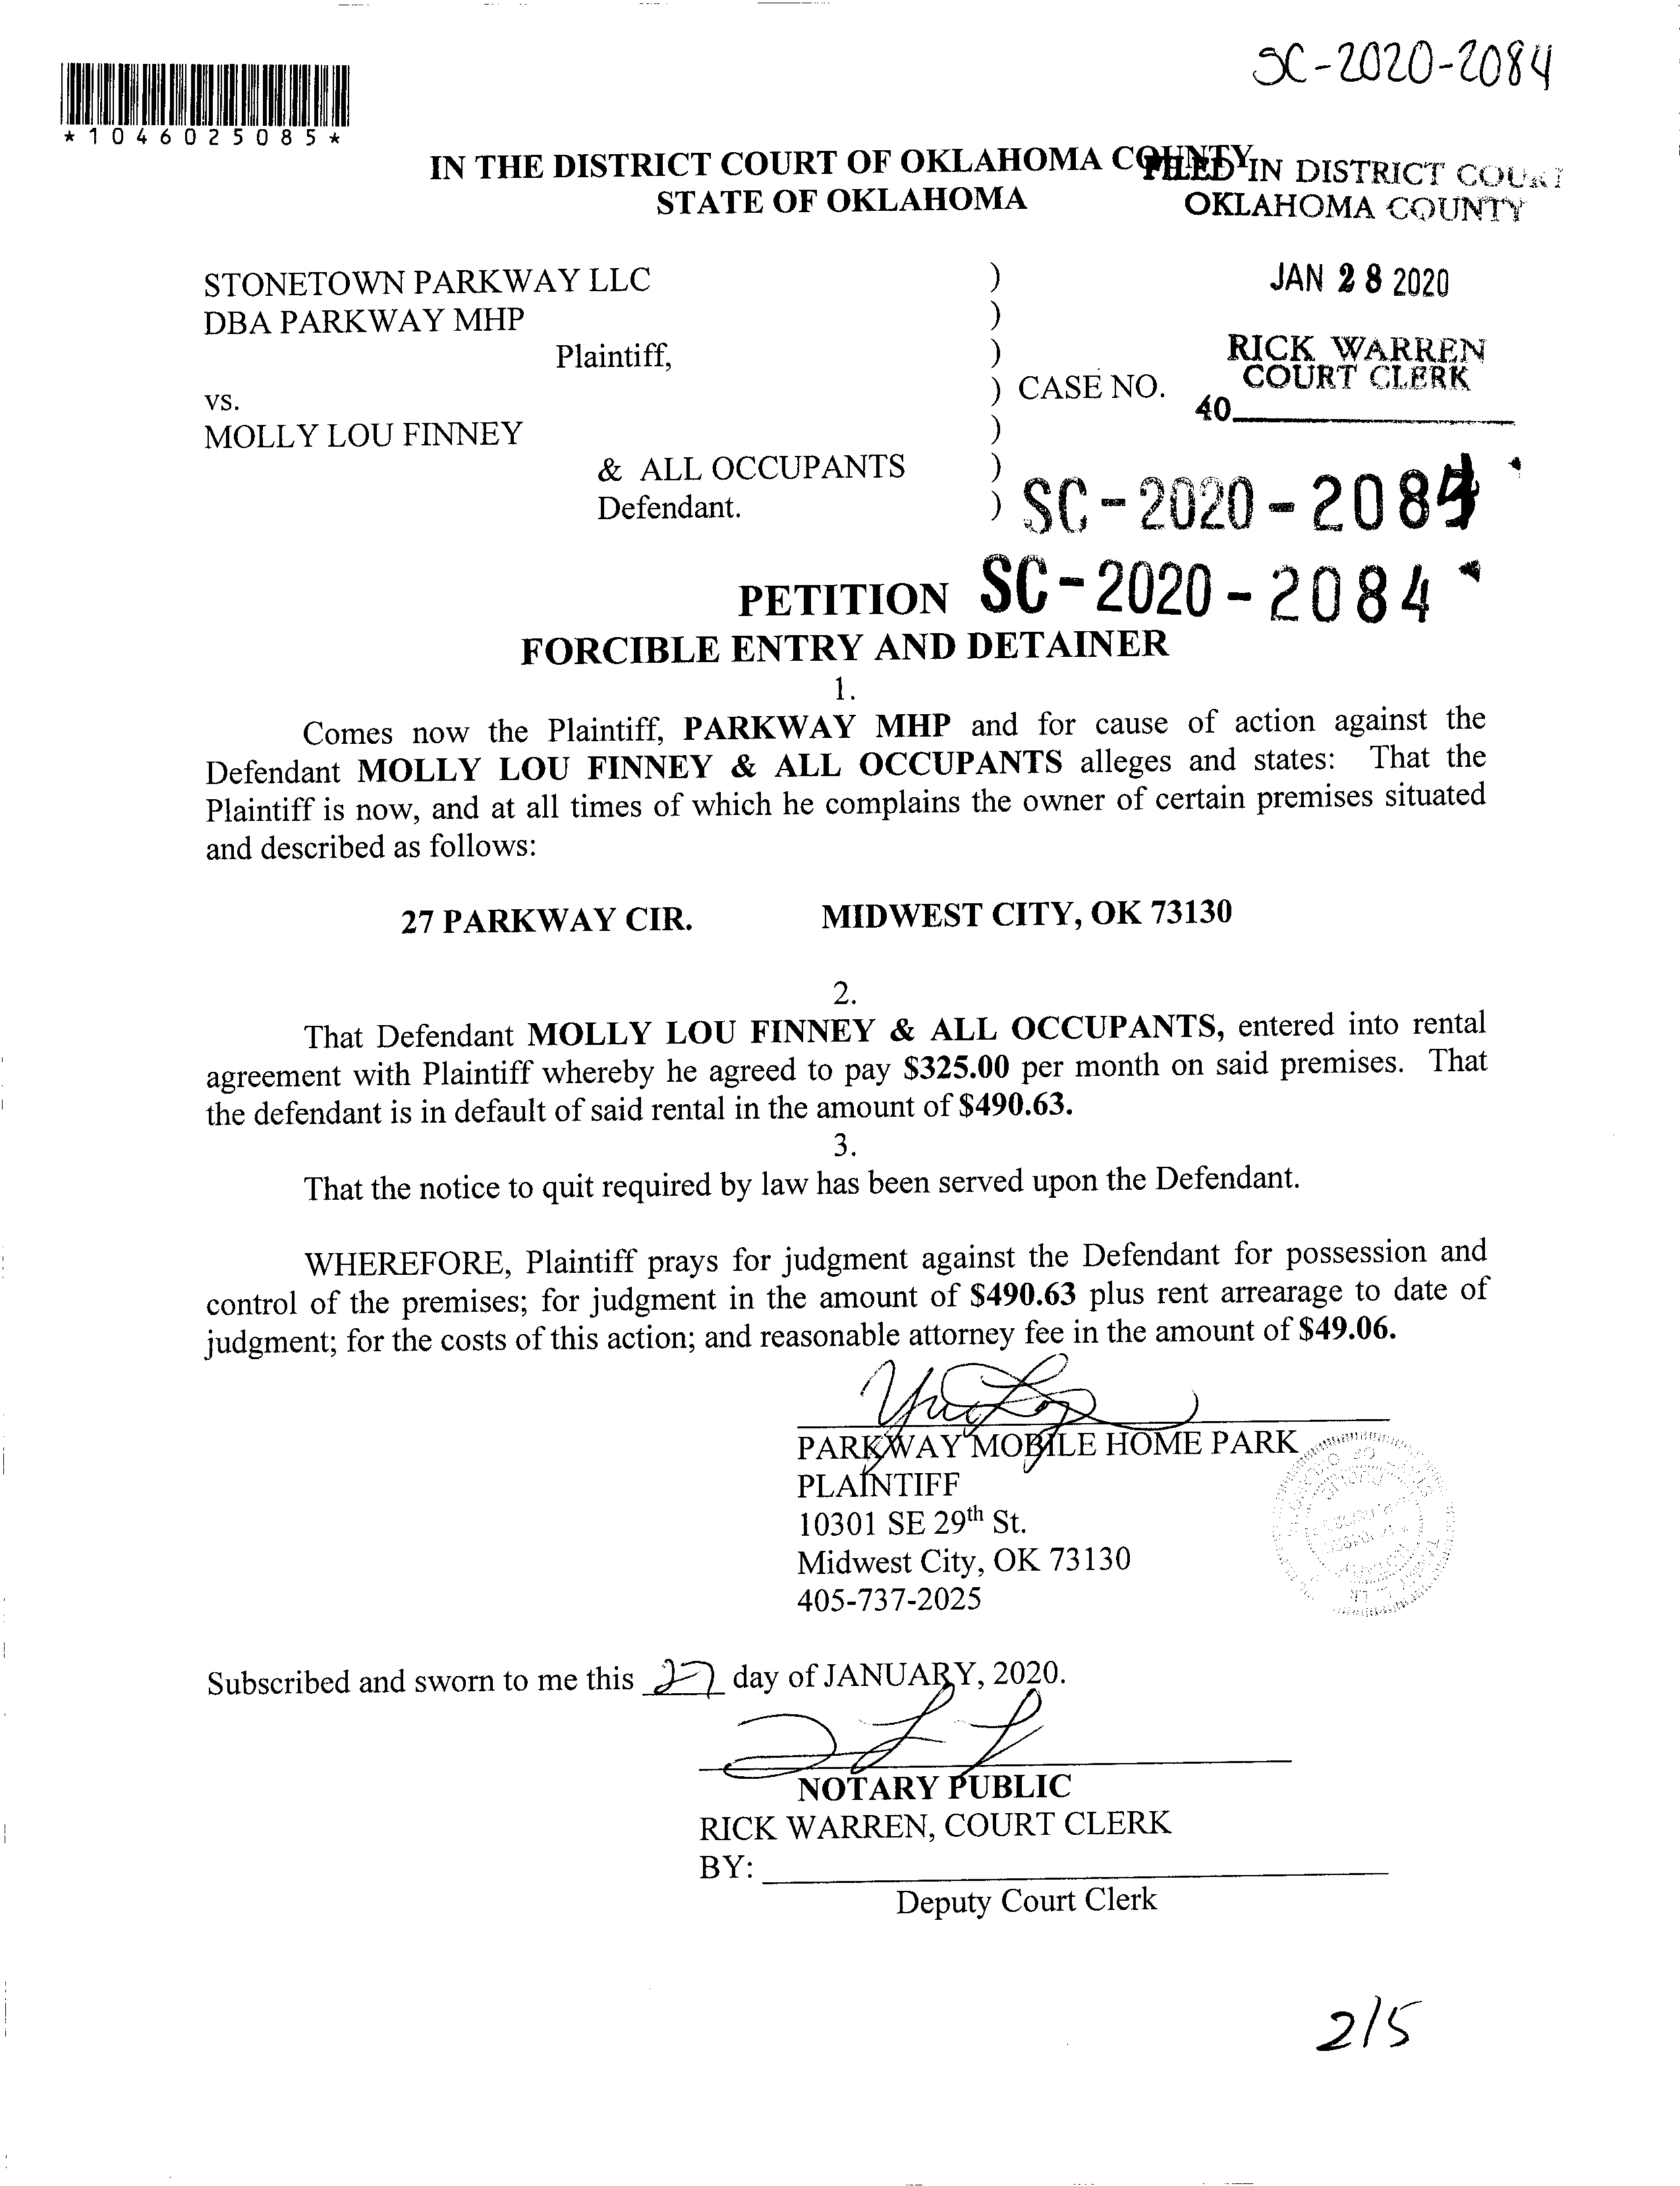 SC-2020-2084
*1046025085*
IN THE DISTRICT COURT OF OKLAHOMA COUNTY
STATE OF OKLAHOMA
FILED IN DISTRICT COURT
OKLAHOMA COUNTY
JAN 28 2020
RICK WARREN
COURT CLERK
40
STONETOWN PARKWAY LLC )
DBA PARKWAY MHP )
Plaintiff, )
) CASE NO.
vs.
MOLLY LOU FINNEY )
& ALL OCCUPANTS )
Defendant. ) SC-2020-2084
PETITION SC-2020-2084
FORCIBLE ENTRY AND DETAINER
1.
Comes now the Plaintiff, PARKWAY MHP and for cause of action against the
Defendant MOLLY LOU FINNEY & ALL OCCUPANTS alleges and states: That the
Plaintiff is now, and at all times of which he complains the owner of certain premises situated
and described as follows:
27 PARKWAY CIR. MIDWEST CITY, OK 73130
2.
That Defendant MOLLY LOU FINNEY & ALL OCCUPANTS, entered into rental
agreement with Plaintiff whereby he agreed to pay $325.00 per month on said premises. That
the defendant is in default of said rental in the amount of $490.63.
3.
That the notice to quit required by law has been served upon the Defendant.
WHEREFORE, Plaintiff prays for judgment against the Defendant for possession and
control of the premises; for judgment in the amount of $490.63 plus rent arrearage to date of
judgment; for the costs of this action; and reasonable attorney fee in the amount of $49.06.
PARKWAY MOBILE HOME PARK
PLAINTIFF
10301 SE 29th St.
Midwest City, OK 73130
405-737-2025
Subscribed and sworn to me this 27 day of JANUARY, 2020.
NOTARY PUBLIC
RICK WARREN, COURT CLERK
BY:
Deputy Court Clerk
2/5